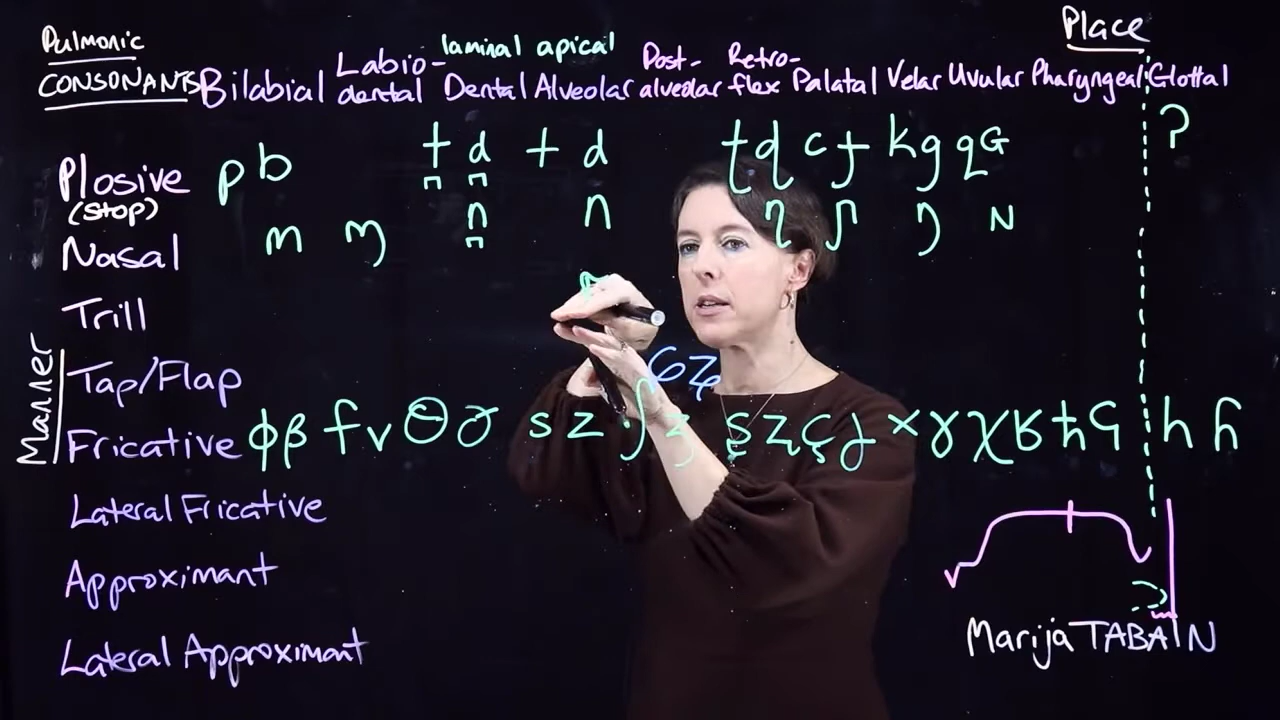 Place
Pulmonic
CONSONANTS
Bilabial Labio-dental laminal Dental apical Alveolar Post-alveolar Retro-flex Palatal Velar Uvular Pharyngeal Glottal
Plosive p b t̪ d̪ t d ʈ ɖ c ɟ k g q ɢ ʔ
(stop)
Nasal m ɱ n̪ n ɳ ɲ ŋ ɴ
Trill
Manner
Tap/Flap
ɕ ʑ
Fricative ɸ β f v θ ð s z ʃ ʒ ʂ ʐ ç ʝ x ɣ χ ʁ ħ ʕ h ɦ
Lateral Fricative
Approximant
Lateral Approximant
Marija TABAIN